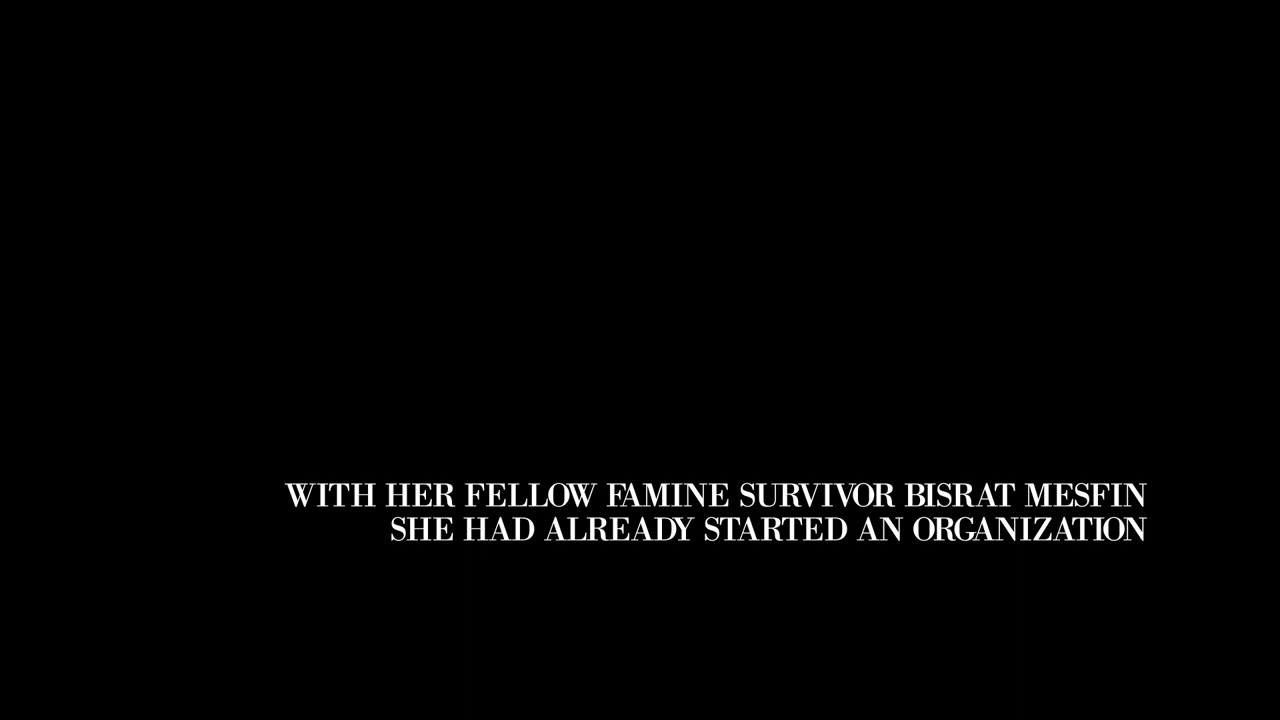 WITH HER FELLOW FAMINE SURVIVOR BISRAT MESFIN
SHE HAD ALREADY STARTED AN ORGANIZATION